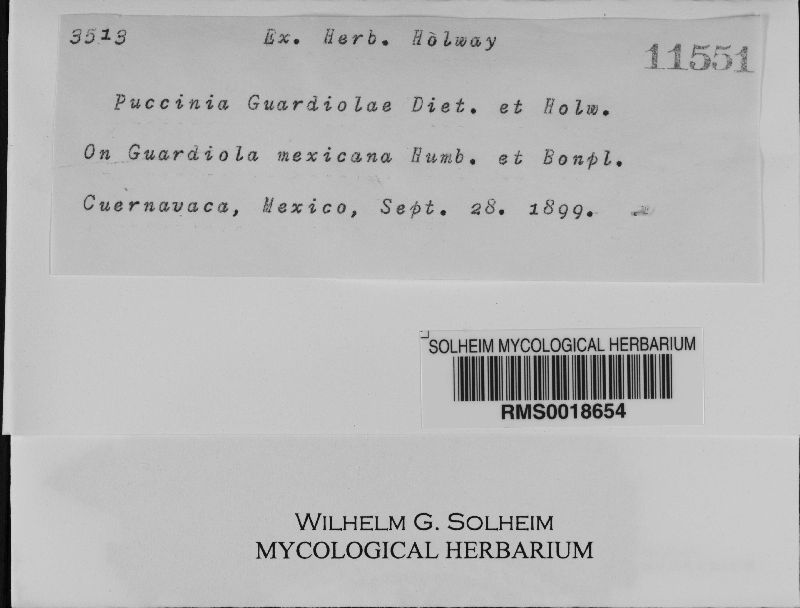 3513 Ex. Herb. Holway 11551
Puccinia Guardiolae Diet. et Holw.
On Guardiola mexicana Humb. et Bonpl.
Cuernavaca, Mexico, Sept. 28. 1899.
SOLHEIM MYCOLOGICAL HERBARIUM
RMS0018654
WILHELM G. SOLHEIM
MYCOLOGICAL HERBARIUM